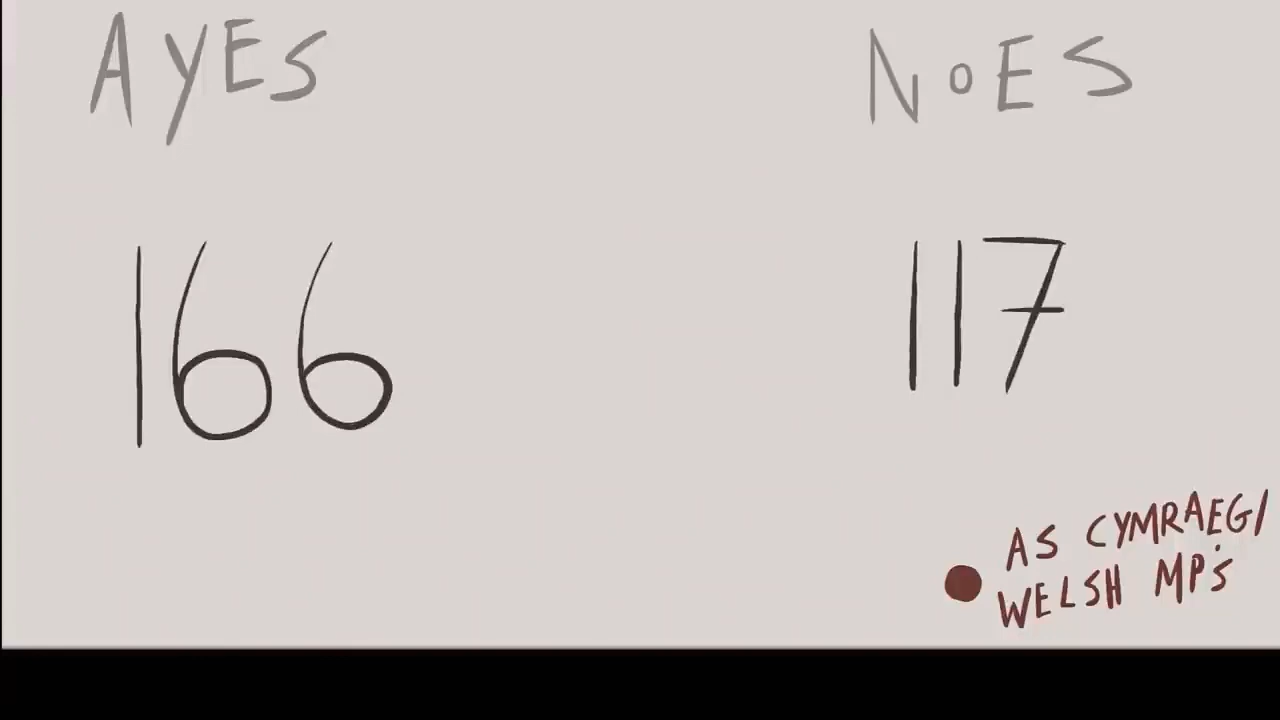 AYES
NOES
166
117
AS CYMRAEG/
WELSH MP's